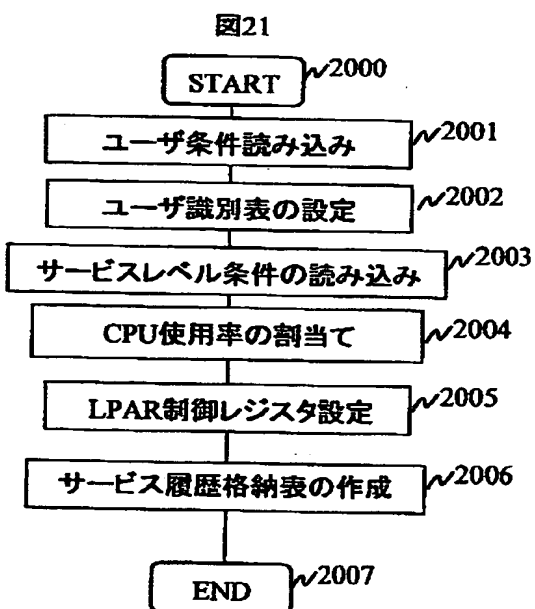 図21
START 2000
ユーザ条件読み込み 2001
ユーザ識別表の設定 2002
サービスレベル条件の読み込み 2003
CPU使用率の割当て 2004
LPAR制御レジスタ設定 2005
サービス履歴格納表の作成 2006
END 2007